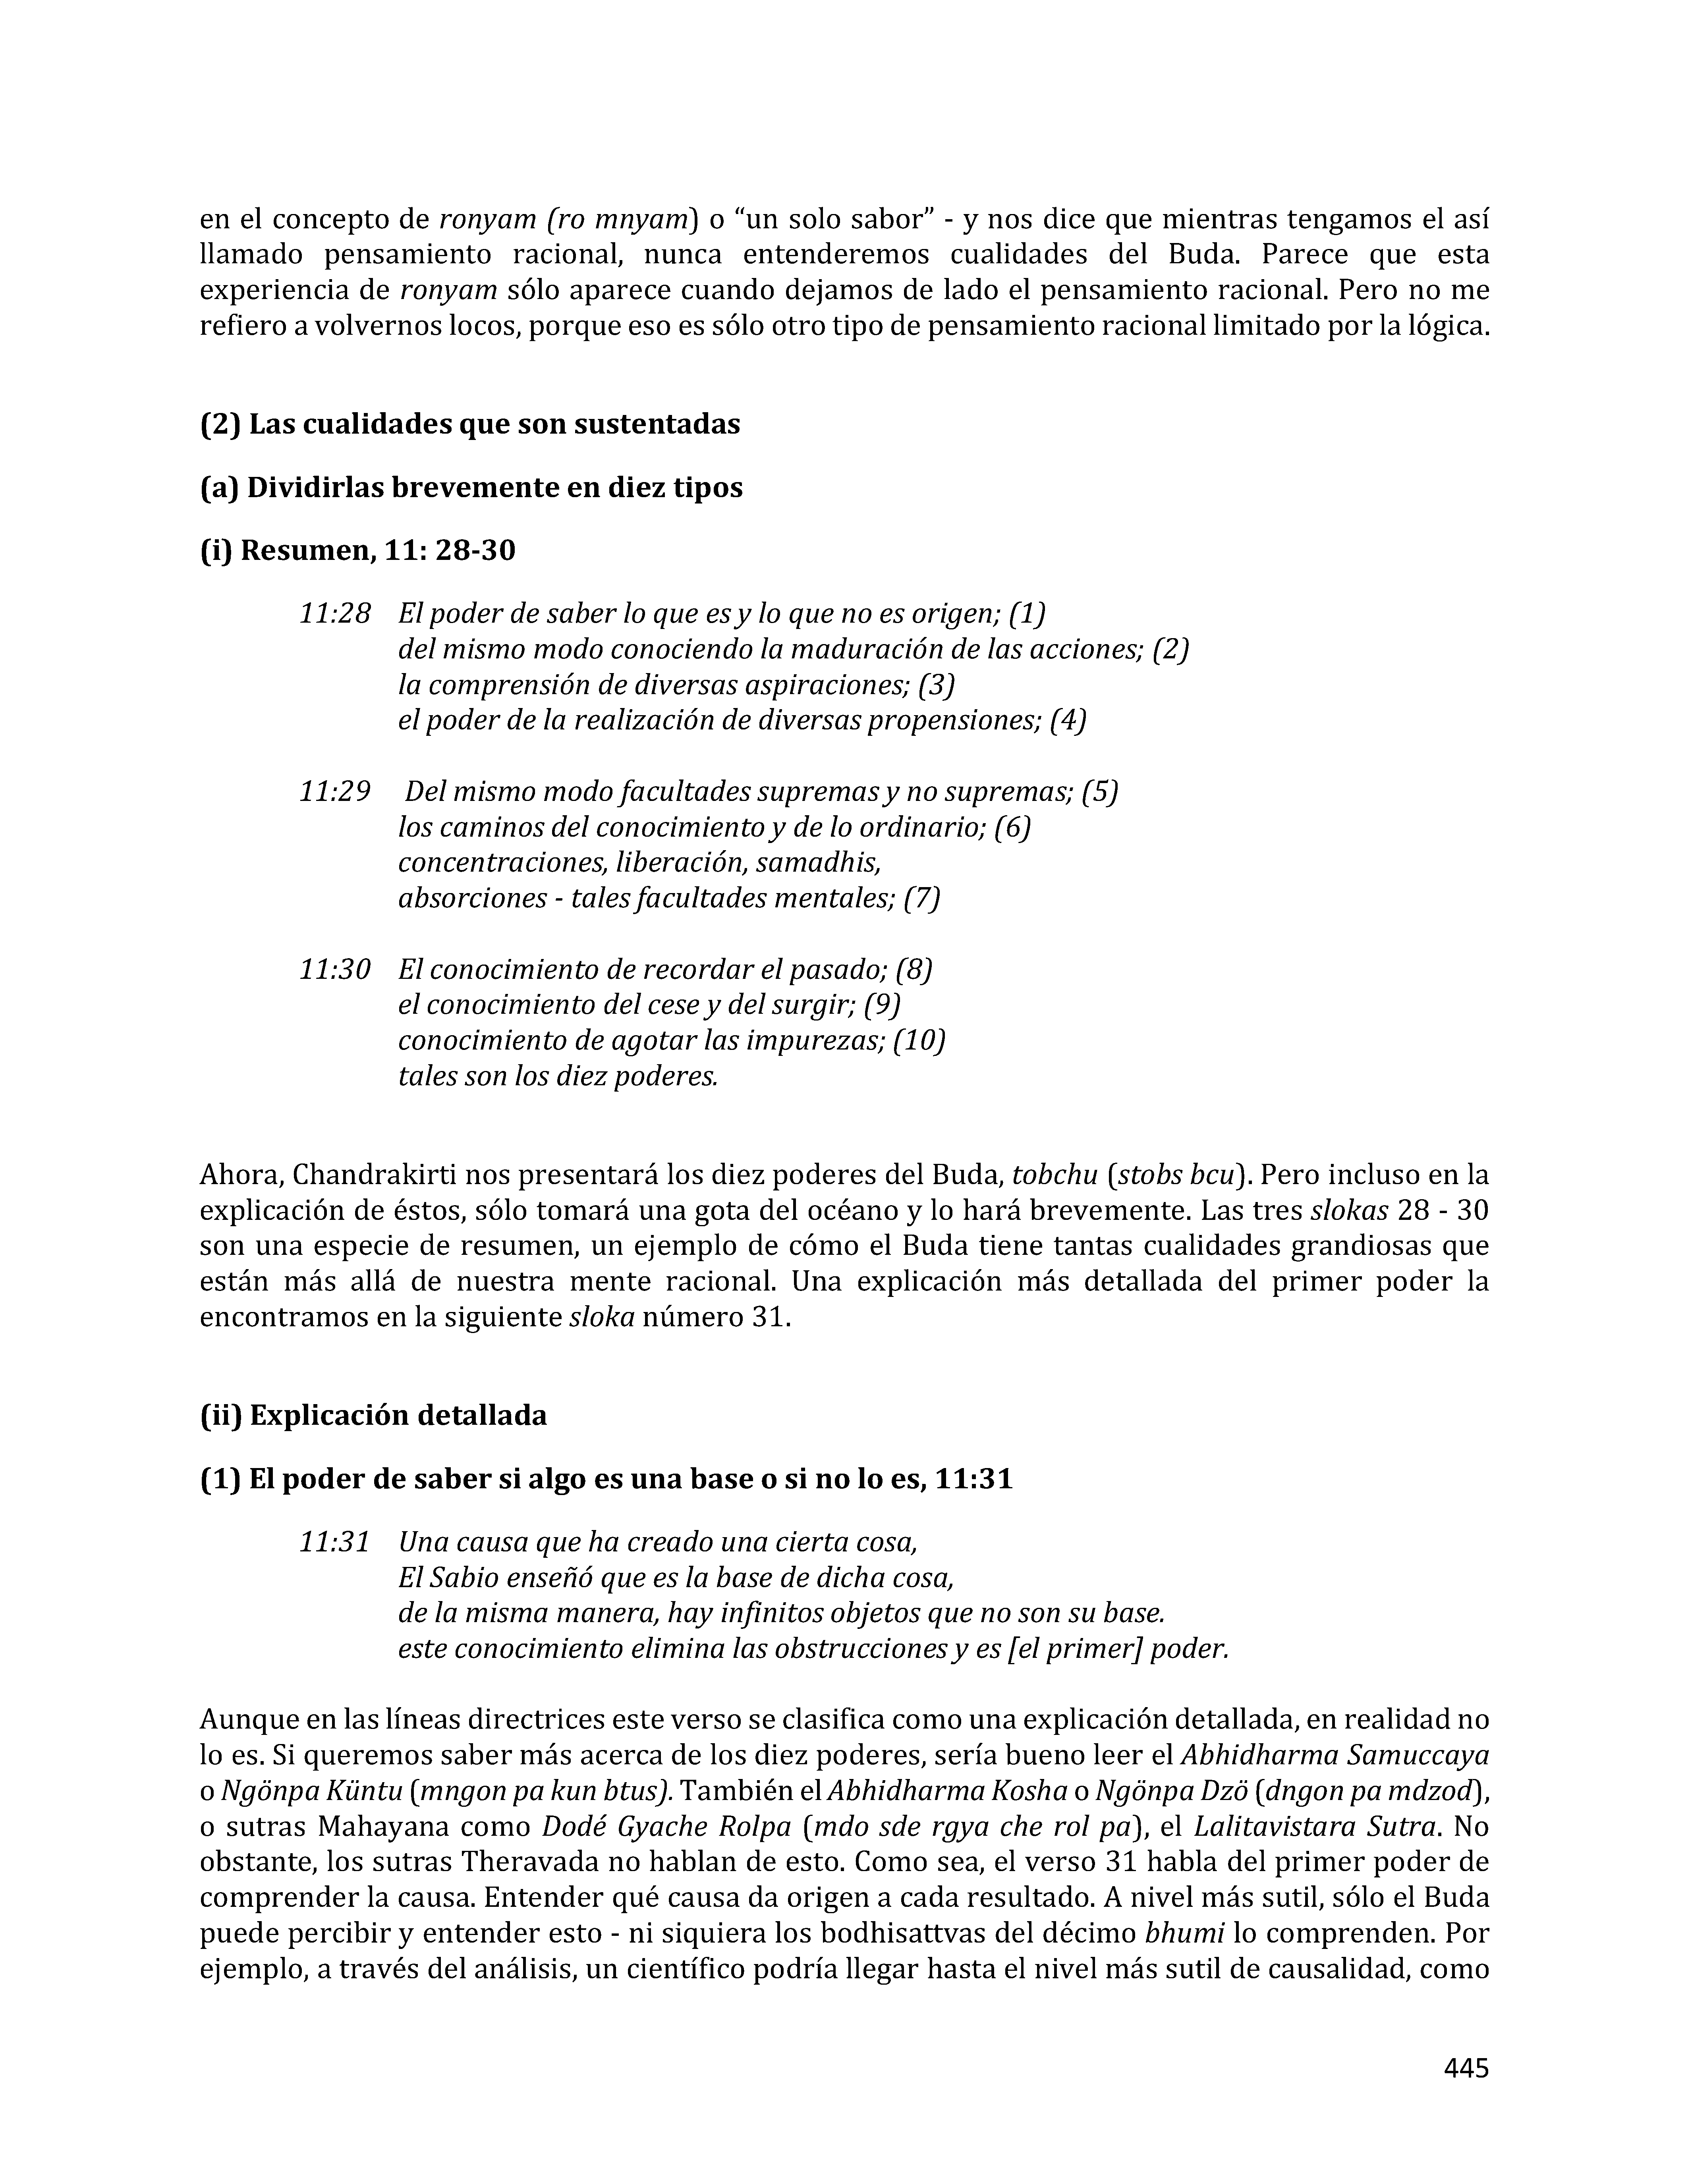 en el concepto de ronyam (ro mnyam) o “un solo sabor” - y nos dice que mientras tengamos el así
llamado pensamiento racional, nunca entenderemos cualidades del Buda. Parece que esta
experiencia de ronyam sólo aparece cuando dejamos de lado el pensamiento racional. Pero no me
refiero a volvernos locos, porque eso es sólo otro tipo de pensamiento racional limitado por la lógica.
(2) Las cualidades que son sustentadas
(a) Dividirlas brevemente en diez tipos
(i) Resumen, 11: 28-30
11:28 El poder de saber lo que es y lo que no es origen; (1)
del mismo modo conociendo la maduración de las acciones; (2)
la comprensión de diversas aspiraciones; (3)
el poder de la realización de diversas propensiones; (4)
11:29 Del mismo modo facultades supremas y no supremas; (5)
los caminos del conocimiento y de lo ordinario; (6)
concentraciones, liberación, samadhis,
absorciones - tales facultades mentales; (7)
11:30 El conocimiento de recordar el pasado; (8)
el conocimiento del cese y del surgir; (9)
conocimiento de agotar las impurezas; (10)
tales son los diez poderes.
Ahora, Chandrakirti nos presentará los diez poderes del Buda, tobchu (stobs bcu). Pero incluso en la
explicación de éstos, sólo tomará una gota del océano y lo hará brevemente. Las tres slokas 28 - 30
son una especie de resumen, un ejemplo de cómo el Buda tiene tantas cualidades grandiosas que
están más allá de nuestra mente racional. Una explicación más detallada del primer poder la
encontramos en la siguiente sloka número 31.
(ii) Explicación detallada
(1) El poder de saber si algo es una base o si no lo es, 11:31
11:31 Una causa que ha creado una cierta cosa,
El Sabio enseñó que es la base de dicha cosa,
de la misma manera, hay infinitos objetos que no son su base.
este conocimiento elimina las obstrucciones y es [el primer] poder.
Aunque en las líneas directrices este verso se clasifica como una explicación detallada, en realidad no
lo es. Si queremos saber más acerca de los diez poderes, sería bueno leer el Abhidharma Samuccaya
o Ngönpa Küntu (mngon pa kun btus). También el Abhidharma Kosha o Ngönpa Dzö (dngon pa mdzod),
o sutras Mahayana como Dodé Gyache Rolpa (mdo sde rgya che rol pa), el Lalitavistara Sutra. No
obstante, los sutras Theravada no hablan de esto. Como sea, el verso 31 habla del primer poder de
comprender la causa. Entender qué causa da origen a cada resultado. A nivel más sutil, sólo el Buda
puede percibir y entender esto - ni siquiera los bodhisattvas del décimo bhumi lo comprenden. Por
ejemplo, a través del análisis, un científico podría llegar hasta el nivel más sutil de causalidad, como
445